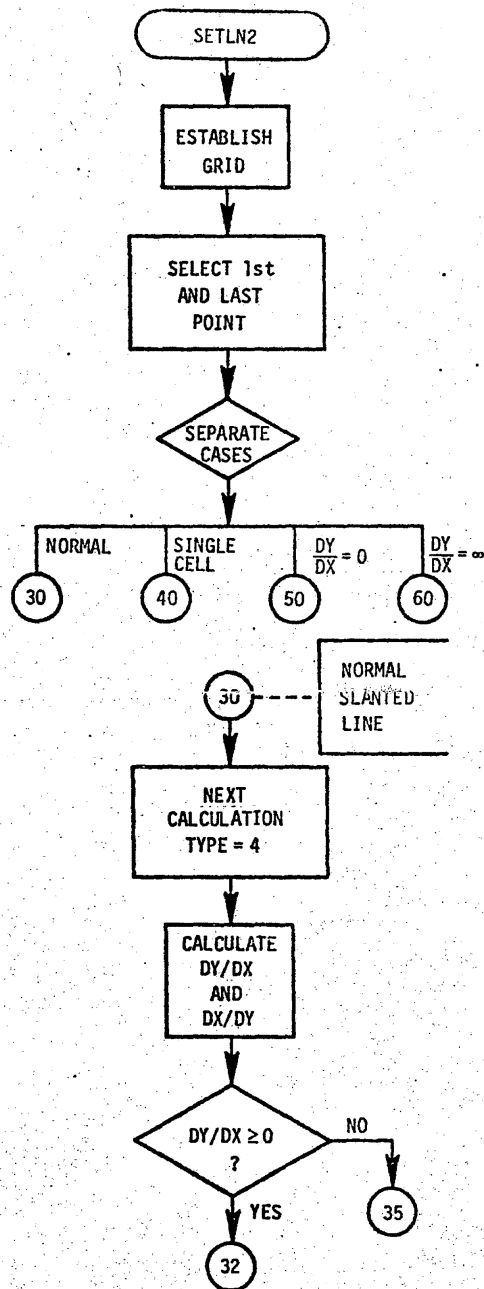 SETLN2
ESTABLISH
GRID
SELECT 1st
AND LAST
POINT
SEPARATE
CASES
NORMAL
SINGLE
CELL
DY/DX = 0
DY/DX = ∞
30
40
50
60
30
NORMAL
SLANTED
LINE
NEXT
CALCULATION
TYPE = 4
CALCULATE
DY/DX
AND
DX/DY
DY/DX ≥ 0
?
NO
YES
35
32